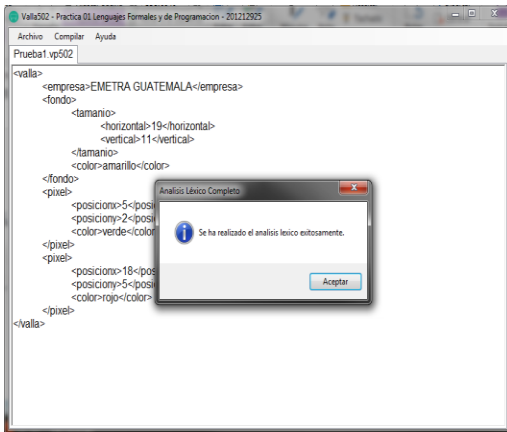 Valla502 - Practica 01 Lenguajes Formales y de Programacion - 201212925
Archivo Compilar Ayuda
Prueba1.vp502
<valla>
<empresa>EMETRA GUATEMALA</empresa>
<fondo>
<tamanio>
<horizontal>19</horizontal>
<vertical>11</vertical>
</tamanio>
<color>amarillo</color>
</fondo>
<pixel>
<posicionx>5</posi
<posiciony>2</posi
<color>verde</color
</pixel>
<pixel>
<posicionx>18</pos
<posiciony>5</posi
<color>rojo</color>
</pixel>
</valla>
Analisis Léxico Completo
Se ha realizado el analisis lexico exitosamente.
Aceptar